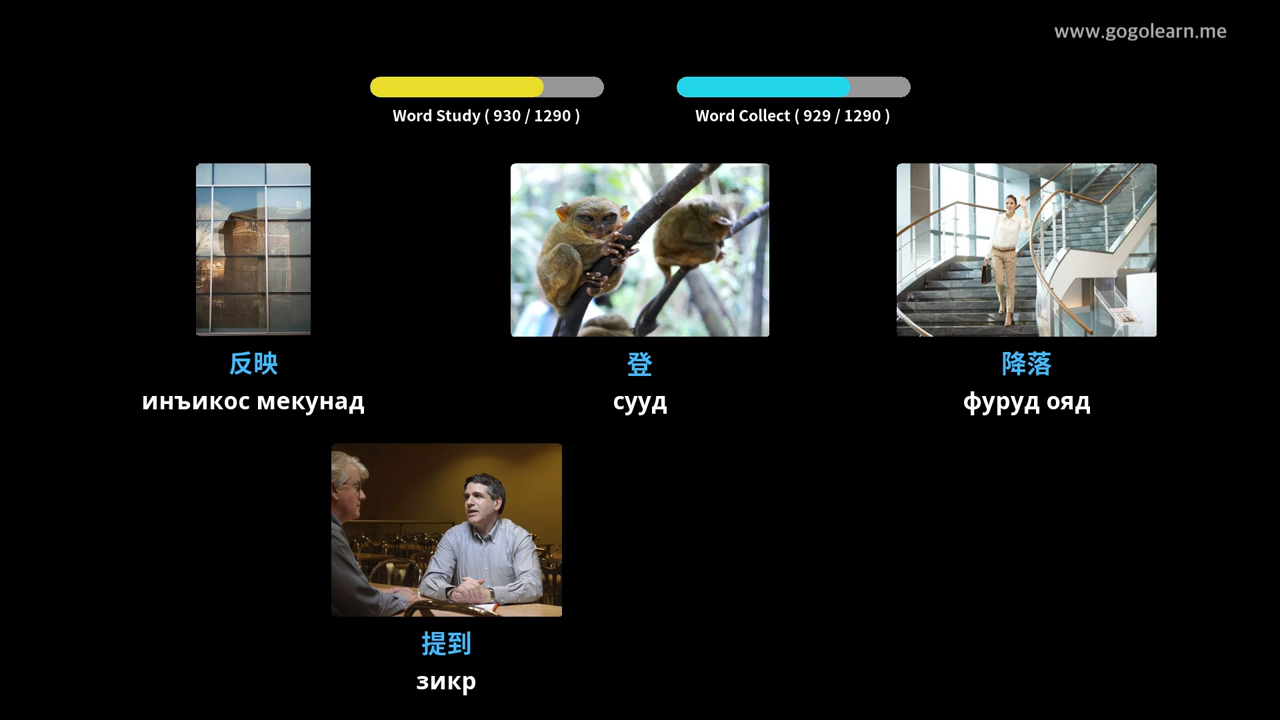 www.gogolearn.me
Word Study ( 930 / 1290 )
Word Collect ( 929 / 1290 )
反映
инъикос мекунад
登
сууд
降落
фуруд ояд
提到
зикр